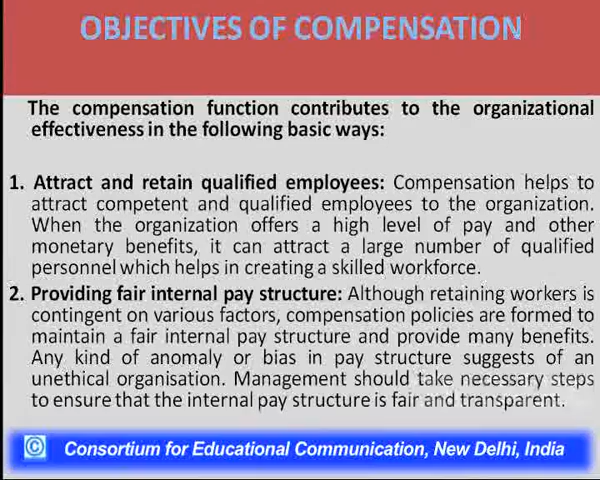 OBJECTIVES OF COMPENSATION
The compensation function contributes to the organizational
effectiveness in the following basic ways:
1. Attract and retain qualified employees: Compensation helps to
attract competent and qualified employees to the organization.
When the organization offers a high level of pay and other
monetary benefits, it can attract a large number of qualified
personnel which helps in creating a skilled workforce.
2. Providing fair internal pay structure: Although retaining workers is
contingent on various factors, compensation policies are formed to
maintain a fair internal pay structure and provide many benefits.
Any kind of anomaly or bias in pay structure suggests of an
unethical organisation. Management should take necessary steps
to ensure that the internal pay structure is fair and transparent.
© Consortium for Educational Communication, New Delhi, India